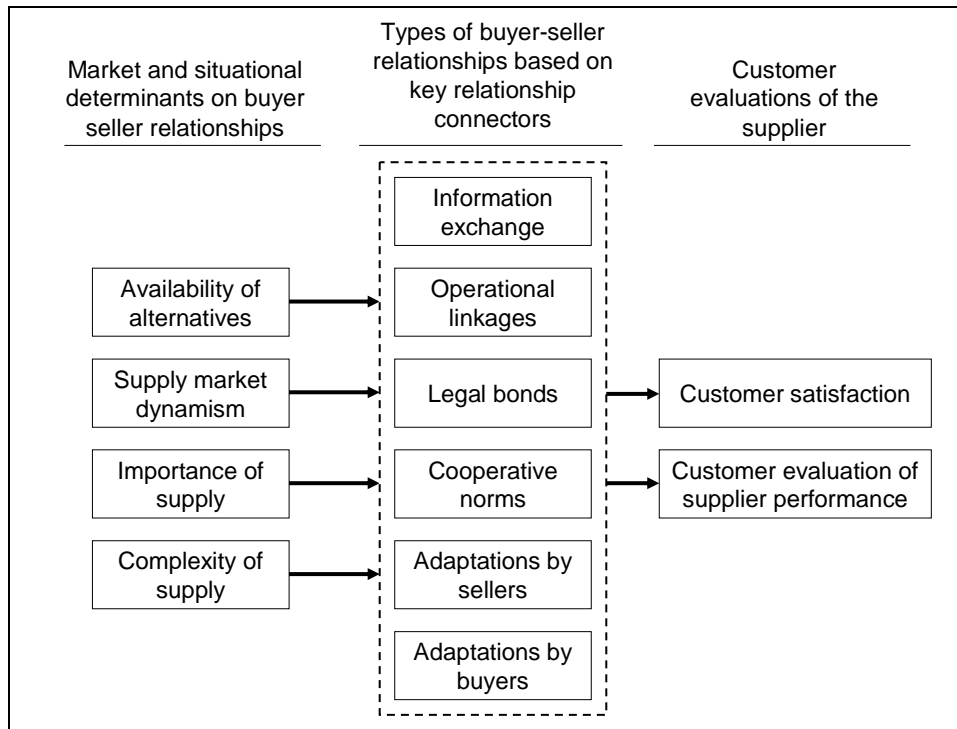 Market and situational
determinants on buyer
seller relationships
Types of buyer-seller
relationships based on
key relationship
connectors
Customer
evaluations of the
supplier
Availability of
alternatives
Supply market
dynamism
Importance of
supply
Complexity of
supply
Information
exchange
Operational
linkages
Legal bonds
Cooperative
norms
Adaptations by
sellers
Adaptations by
buyers
Customer satisfaction
Customer evaluation of
supplier performance